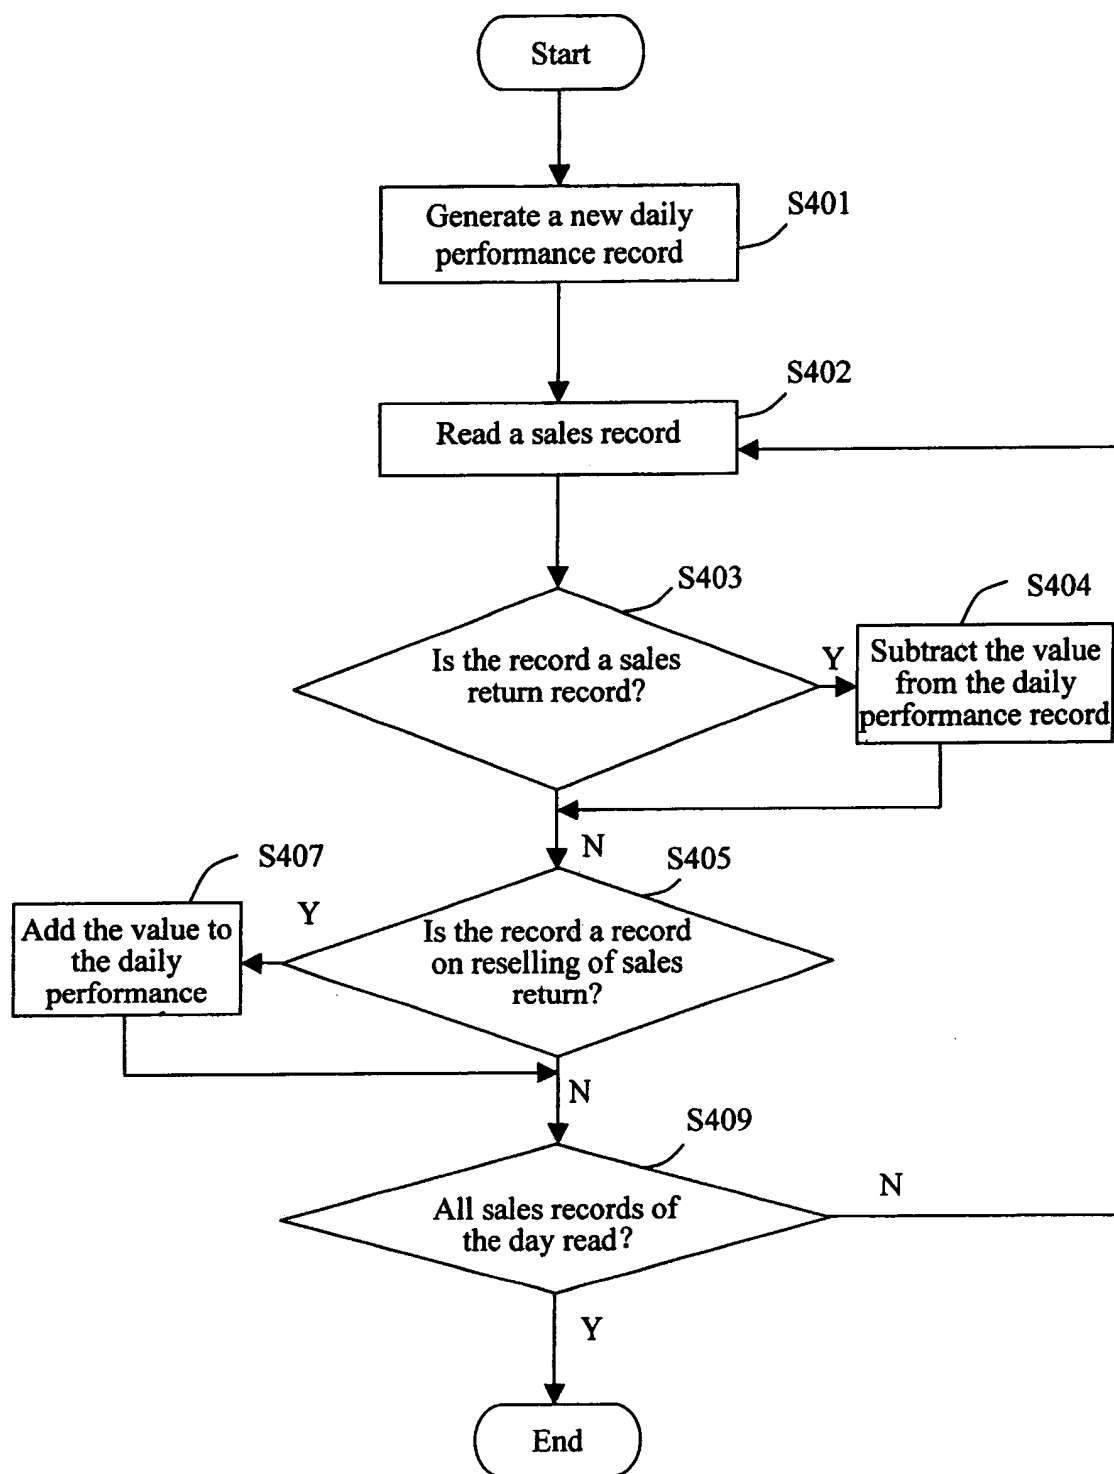 Start
S401
Generate a new daily
performance record
S402
Read a sales record
S403
Is the record a sales
return record?
Y
S404
Subtract the value
from the daily
performance record
N
S405
Is the record a record
on reselling of sales
return?
Y
S407
Add the value to
the daily
performance
N
S409
All sales records of
the day read?
N
Y
End